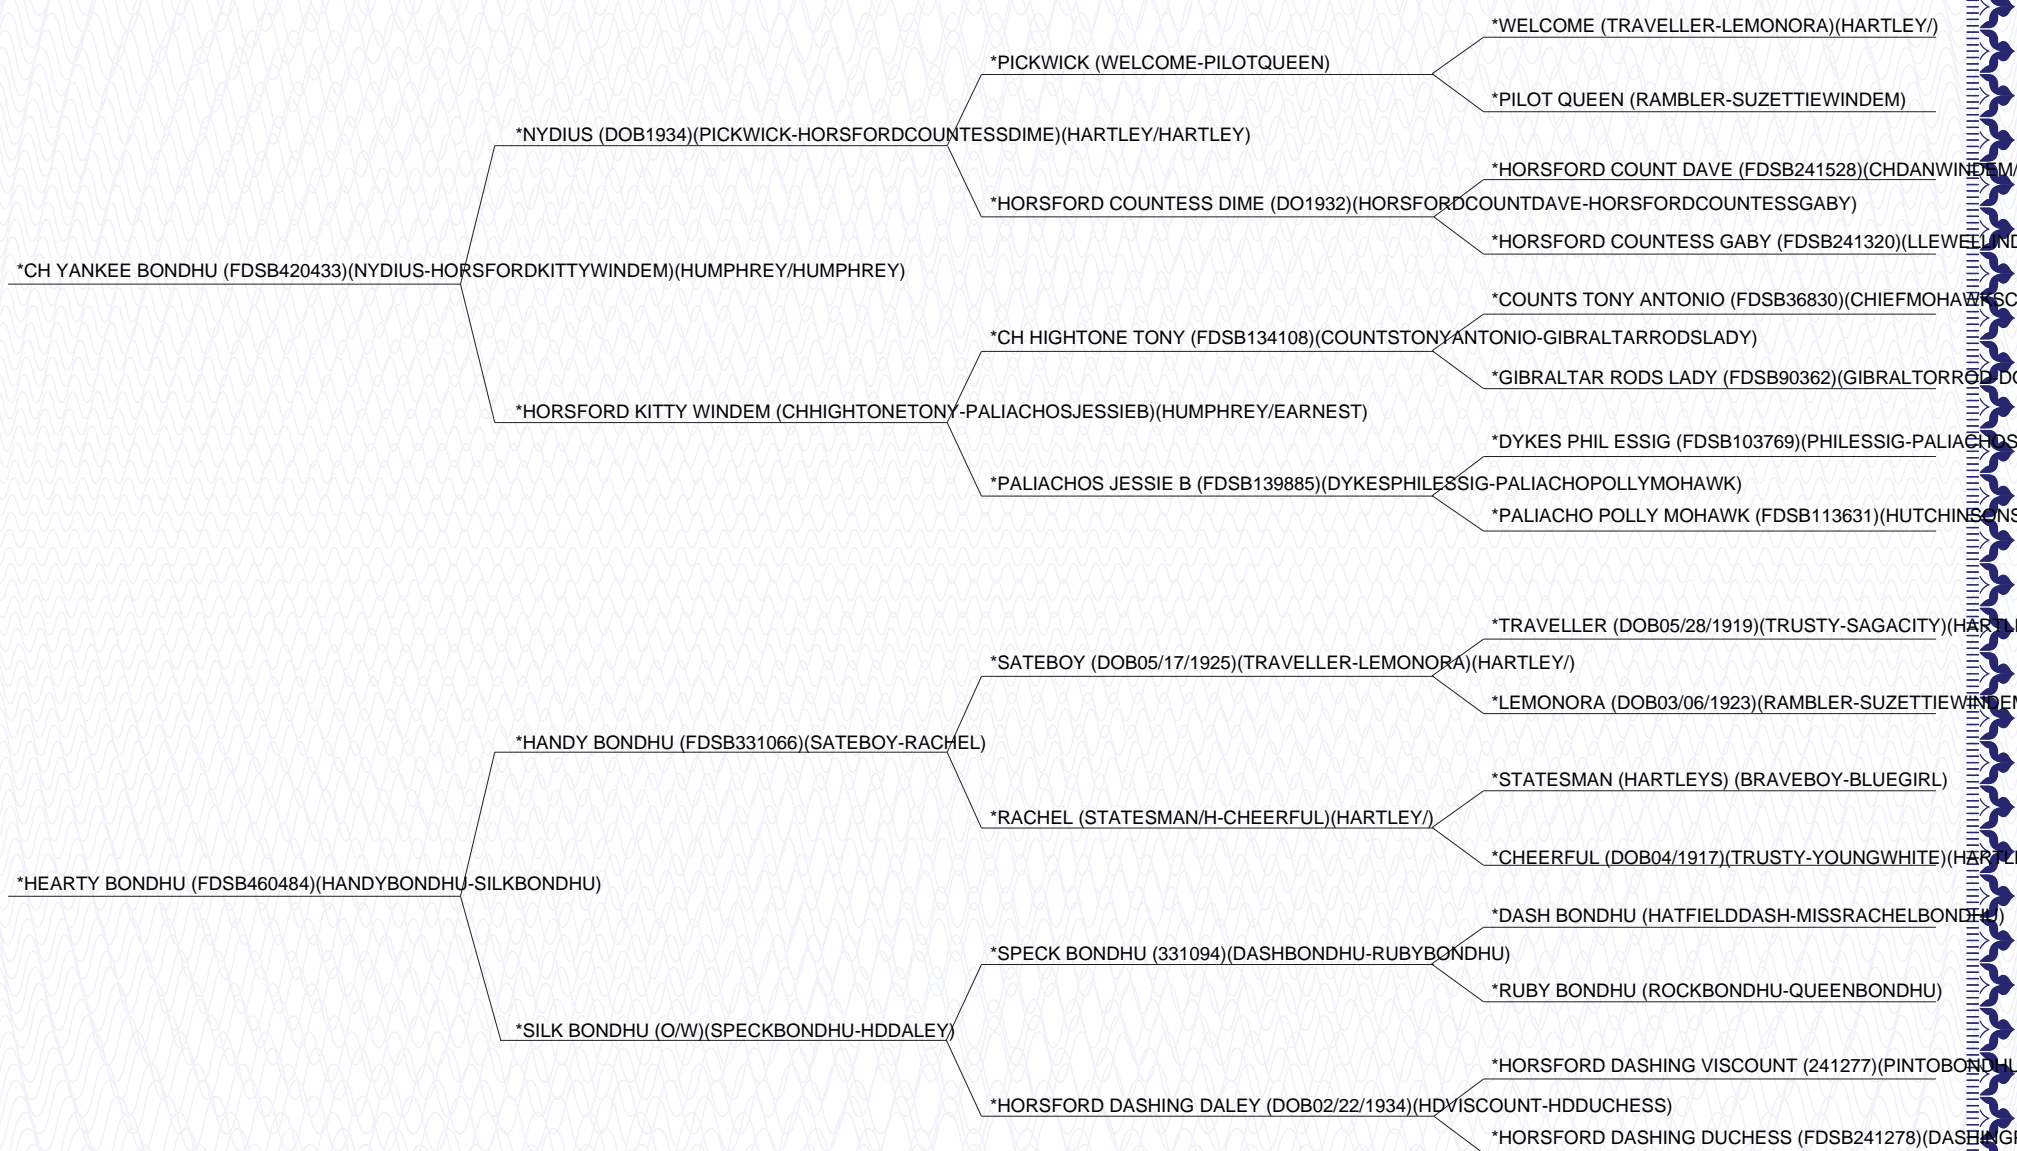 *WELCOME (TRAVELLER-LEMONORA)(HARTLEY/)
*PICKWICK (WELCOME-PILOTQUEEN)
*PILOT QUEEN (RAMBLER-SUZETTIEWINDEM)
*NYDIUS (DOB1934)(PICKWICK-HORSFORDCOUNTESSDIME)(HARTLEY/HARTLEY)
*HORSFORD COUNT DAVE (FDSB241528)(CHDANWINDEM/
*HORSFORD COUNTESS DIME (DO1932)(HORSFORDCOUNTDAVE-HORSFORDCOUNTESSGABY)
*HORSFORD COUNTESS GABY (FDSB241320)(LLEWELLIND
*CH YANKEE BONDHU (FDSB420433)(NYDIUS-HORSFORDKITTYWINDEM)(HUMPHREY/HUMPHREY)
*COUNTS TONY ANTONIO (FDSB36830)(CHIEFMOHAWKSC
*CH HIGHTONE TONY (FDSB134108)(COUNTSTONYANTONIO-GIBRALTARRODSLADY)
*GIBRALTAR RODS LADY (FDSB90362)(GIBRALTORROD-DO
*HORSFORD KITTY WINDEM (CHHIGHTONETONY-PALIACHOSJESSIEB)(HUMPHREY/EARNEST)
*DYKES PHIL ESSIG (FDSB103769)(PHILESSIG-PALIACHOS
*PALIACHOS JESSIE B (FDSB139885)(DYKESPHILESSIG-PALIACHOPOLLYMOHAWK)
*PALIACHO POLLY MOHAWK (FDSB113631)(HUTCHINSONS
*TRAVELLER (DOB05/28/1919)(TRUSTY-SAGACITY)(HARTLE
*SATEBOY (DOB05/17/1925)(TRAVELLER-LEMONORA)(HARTLEY/)
*LEMONORA (DOB03/06/1923)(RAMBLER-SUZETTIEWINDEM
*HANDY BONDHU (FDSB331066)(SATEBOY-RACHEL)
*STATESMAN (HARTLEYS) (BRAVEBOY-BLUEGIRL)
*RACHEL (STATESMAN/H-CHEERFUL)(HARTLEY/)
*CHEERFUL (DOB04/1917)(TRUSTY-YOUNGWHITE)(HARTLE
*HEARTY BONDHU (FDSB460484)(HANDYBONDHU-SILKBONDHU)
*DASH BONDHU (HATFIELDDASH-MISSRACHELBONDHU)
*SPECK BONDHU (331094)(DASHBONDHU-RUBYBONDHU)
*RUBY BONDHU (ROCKBONDHU-QUEENBONDHU)
*SILK BONDHU (O/W)(SPECKBONDHU-HDDALEY)
*HORSFORD DASHING VISCOUNT (241277)(PINTOBONDHU
*HORSFORD DASHING DALEY (DOB02/22/1934)(HDVISCOUNT-HDDUCHESS)
*HORSFORD DASHING DUCHESS (FDSB241278)(DASHINGR